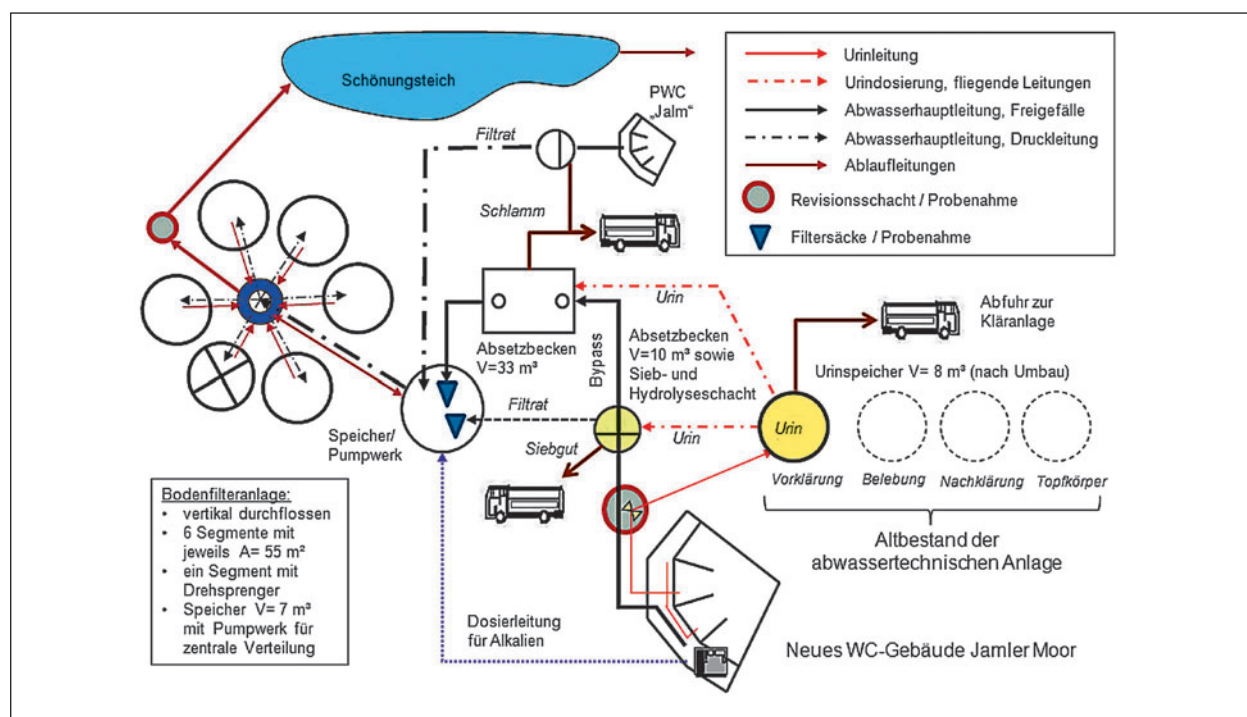 Schönungsteich
PWC
„Jalm“
Filtrat
Schlamm
Urinleitung
Urindosierung, fliegende Leitungen
Abwasserhauptleitung, Freigefälle
Abwasserhauptleitung, Druckleitung
Ablaufleitungen
Revisionsschacht / Probenahme
Filtersäcke / Probenahme
Urin
Absetzbecken
V=33 m³
Bypass
Absetzbecken
V=10 m³ sowie
Sieb- und
Hydrolyseschacht
Abfuhr zur
Kläranlage
Urinspeicher V= 8 m³ (nach Umbau)
Filtrat
Urin
Urin
Speicher/
Pumpwerk
Siebgut
Vorklärung
Belebung
Nachklärung
Topfkörper
Altbestand der
abwassertechnischen Anlage
Bodenfilteranlage:
• vertikal durchflossen
• 6 Segmente mit
jeweils A= 55 m²
• ein Segment mit
Drehsprenger
• Speicher V= 7 m³
mit Pumpwerk für
zentrale Verteilung
Dosierleitung
für Alkalien
Neues WC-Gebäude Jamler Moor